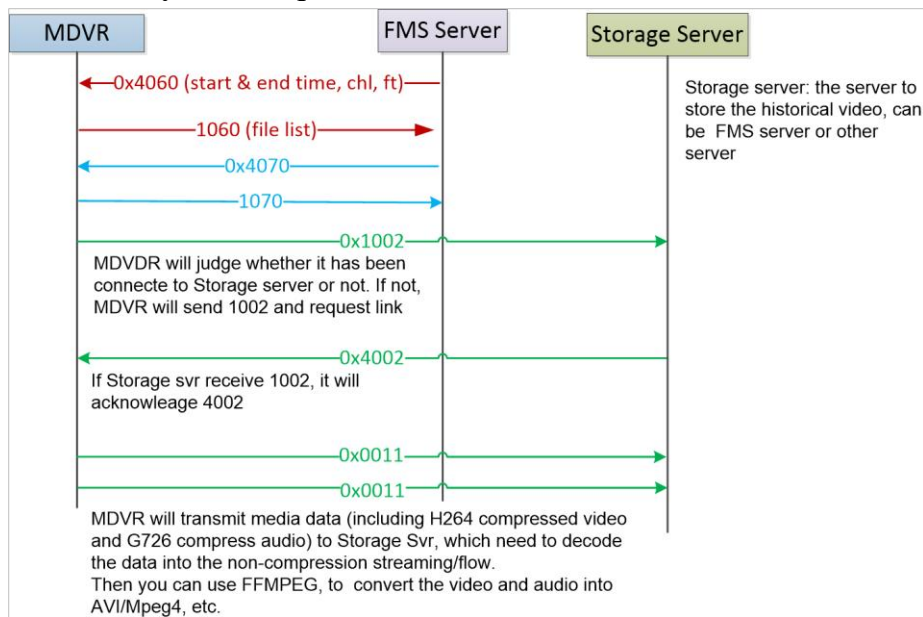 MDVR
FMS Server
Storage Server
0x4060 (start & end time, chl, ft)
Storage server: the server to
store the historical video, can
be FMS server or other
server
1060 (file list)
0x4070
1070
0x1002
MDVDR will judge whether it has been
connecte to Storage server or not. If not,
MDVR will send 1002 and request link
0x4002
If Storage svr receive 1002, it will
acknowleage 4002
0x0011
0x0011
MDVR will transmit media data (including H264 compressed video
and G726 compress audio) to Storage Svr, which need to decode
the data into the non-compression streaming/flow.
Then you can use FFMPEG, to convert the video and audio into
AVI/Mpeg4, etc.